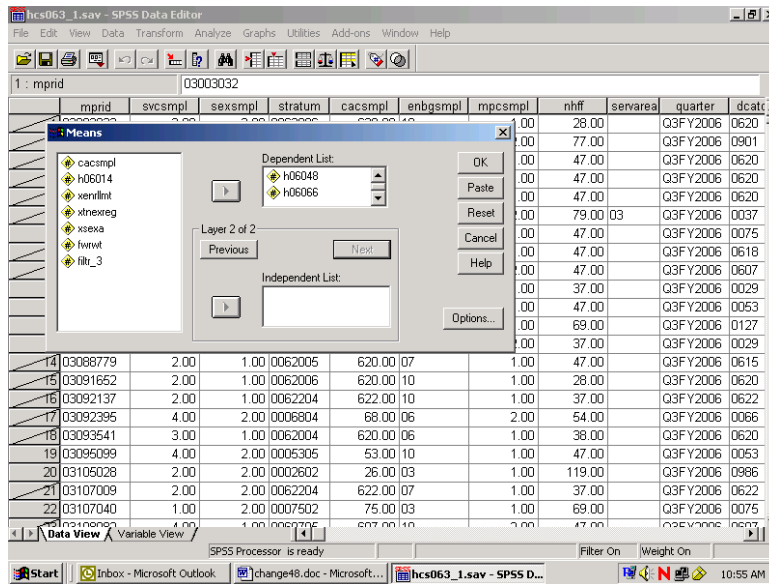 hcs063_1.sav - SPSS Data Editor
File Edit View Data Transform Analyze Graphs Utilities Add-ons Window Help
1 : mprid 03003032
mprid svcsmpl sexsmpl stratum cacsmpl enbgsmpl mpcsmpl nhff servarea quarter dcatc
.00 28.00 Q3FY2006 0620
.00 77.00 Q3FY2006 0901
.00 47.00 Q3FY2006 0620
.00 47.00 Q3FY2006 0620
.00 47.00 Q3FY2006 0620
.00 79.00 03 Q3FY2006 0037
.00 47.00 Q3FY2006 0075
.00 47.00 Q3FY2006 0618
.00 47.00 Q3FY2006 0607
.00 37.00 Q3FY2006 0029
.00 47.00 Q3FY2006 0053
.00 69.00 Q3FY2006 0127
.00 37.00 Q3FY2006 0029
Means
cacsmpl
h06014
xenrllmt
xtnexreg
xsexa
fwrwt
filtr_3
Dependent List:
h06048
h06066
Layer 2 of 2
Previous Next
Independent List:
OK
Paste
Reset
Cancel
Help
Options...
14 03088779 2.00 1.00 0062005 620.00 07 1.00 47.00 Q3FY2006 0615
15 03091652 2.00 1.00 0062006 620.00 10 1.00 28.00 Q3FY2006 0620
16 03092137 2.00 1.00 0062204 622.00 10 1.00 37.00 Q3FY2006 0622
17 03092395 4.00 2.00 0006804 68.00 06 2.00 54.00 Q3FY2006 0066
18 03093541 3.00 1.00 0062004 620.00 06 1.00 38.00 Q3FY2006 0620
19 03095099 4.00 2.00 0005305 53.00 10 1.00 47.00 Q3FY2006 0053
20 03105028 2.00 2.00 0002602 26.00 03 1.00 119.00 Q3FY2006 0986
21 03107009 2.00 2.00 0062204 622.00 07 1.00 37.00 Q3FY2006 0622
22 03107040 1.00 2.00 0007502 75.00 03 1.00 69.00 Q3FY2006 0075
Data View Variable View
SPSS Processor is ready Filter On Weight On
Start Inbox - Microsoft Outlook change48.doc - Microsoft... hcs063_1.sav - SPSS D... 10:55 AM